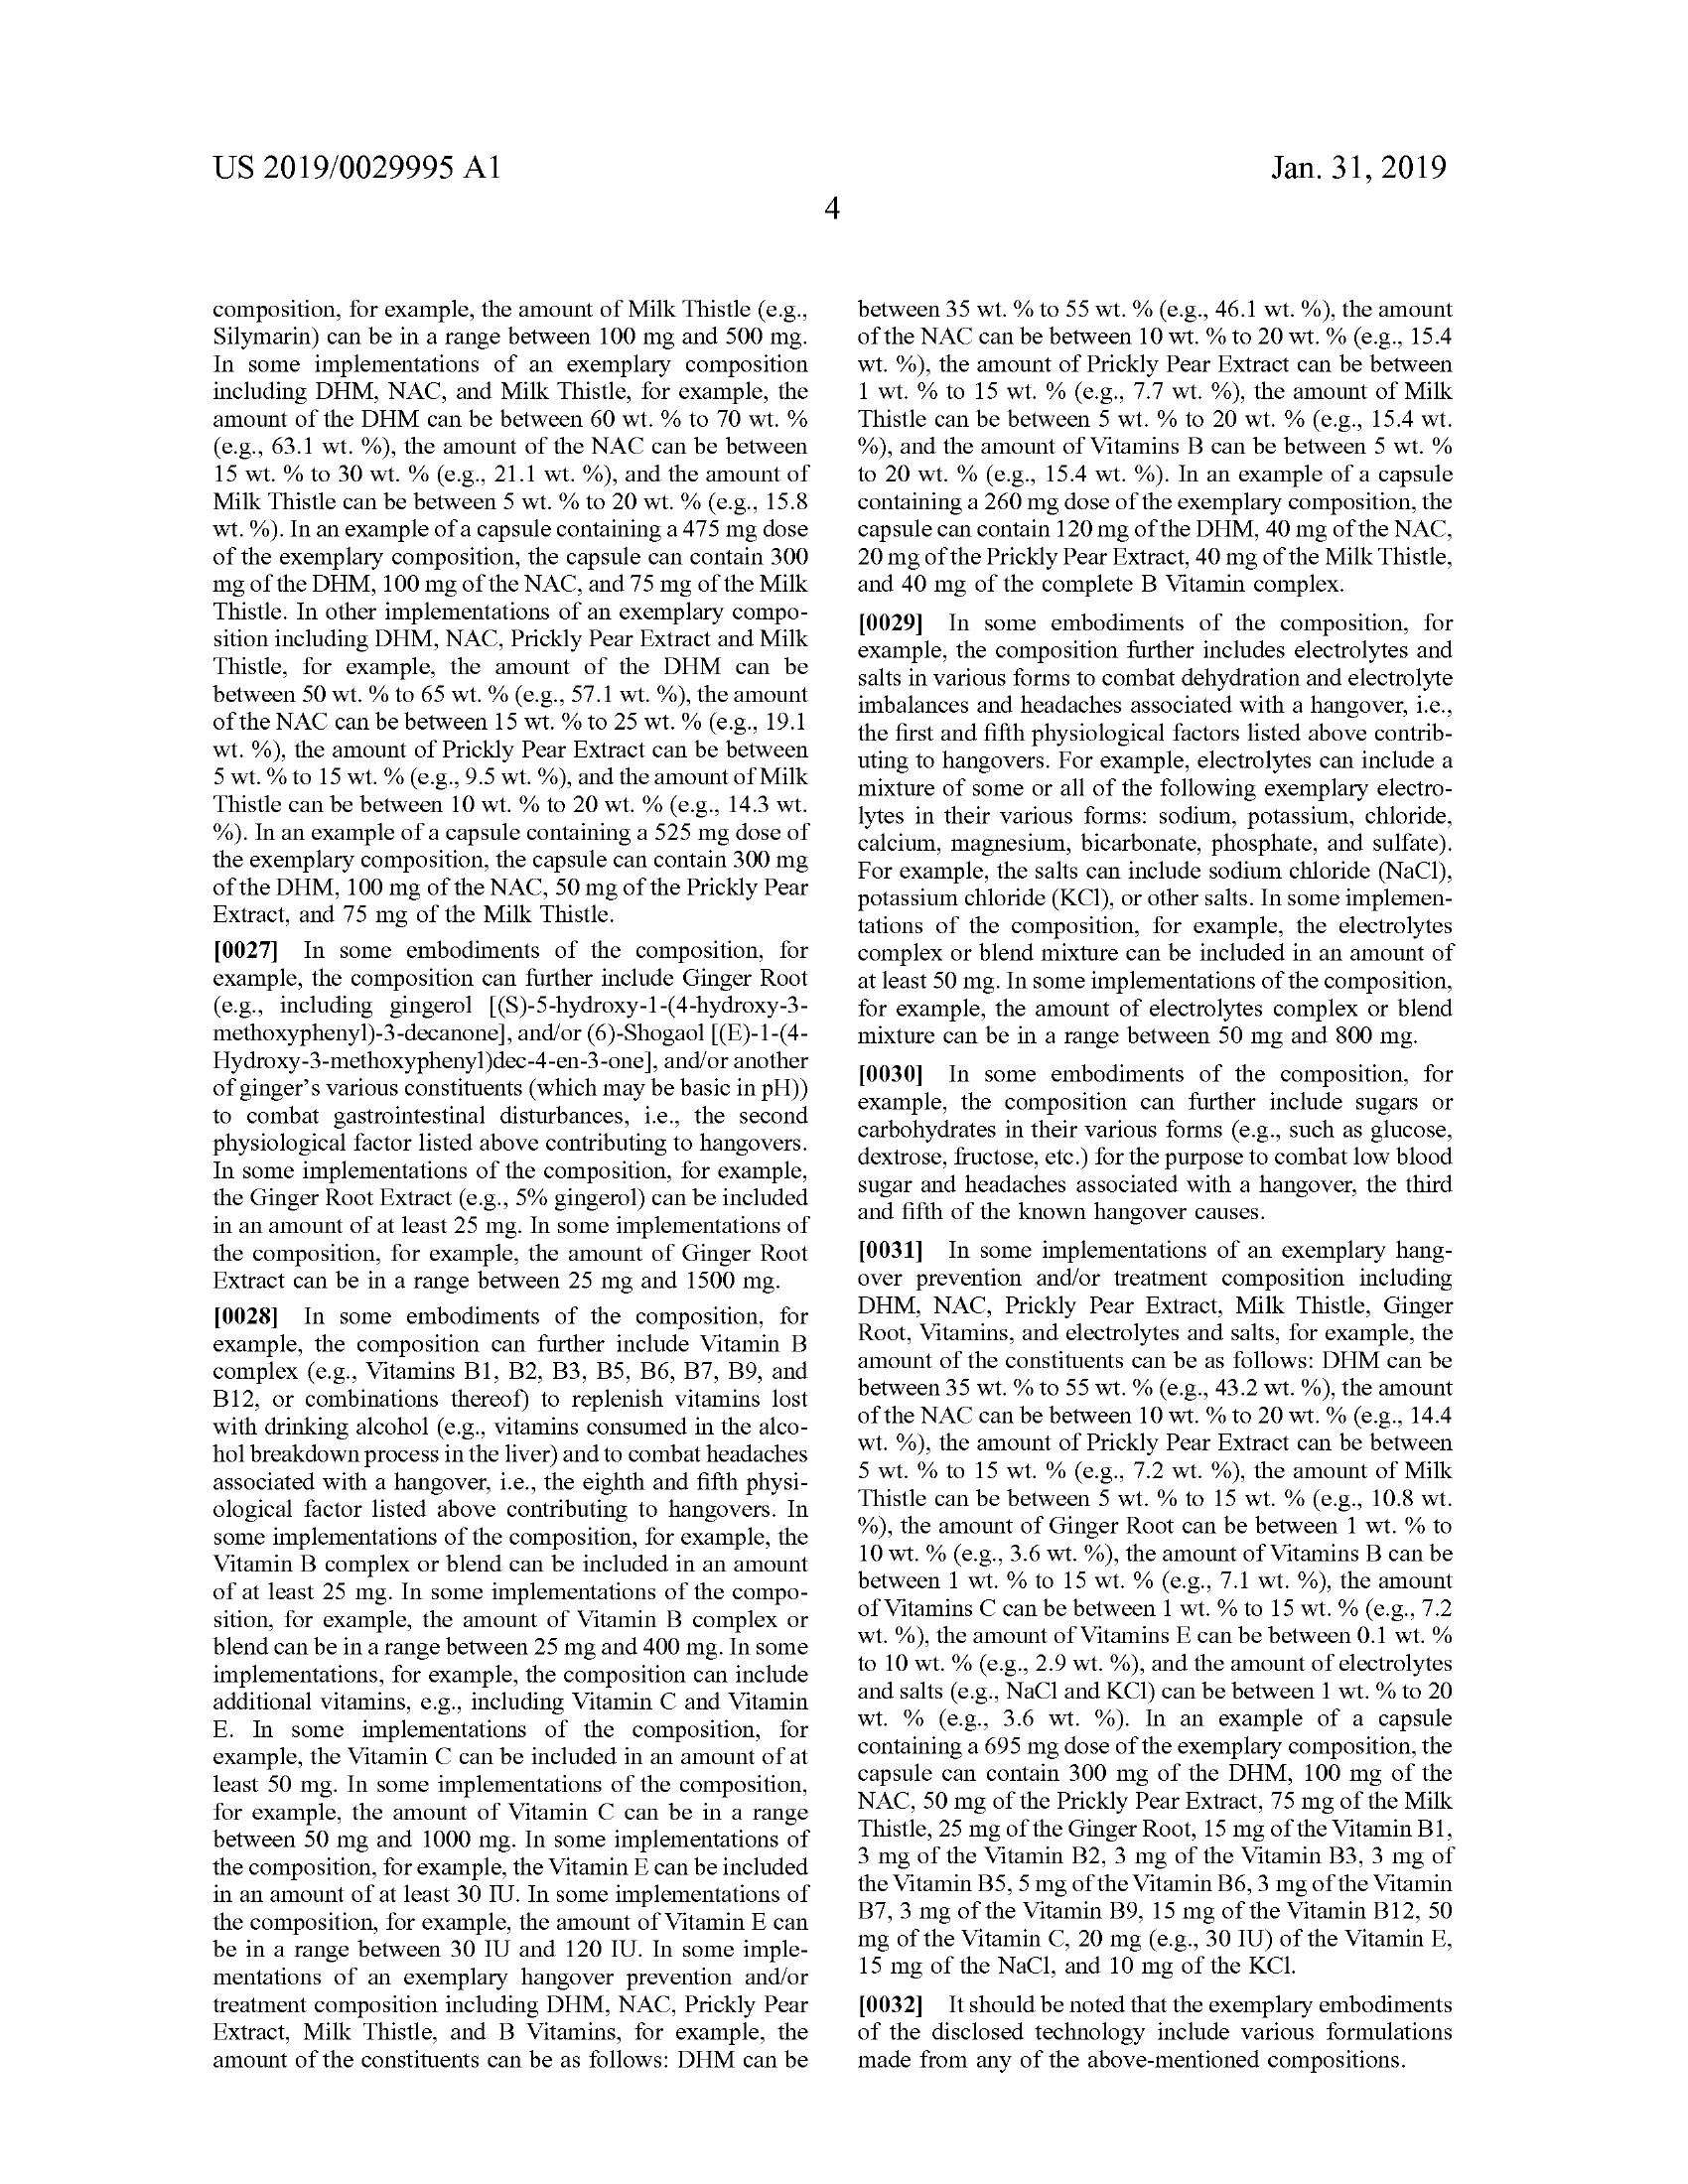 US 2019/0029995 A1
Jan. 31, 2019
4
composition, for example, the amount of Milk Thistle (e.g.,
Silymarin) can be in a range between 100 mg and 500 mg.
In some implementations of an exemplary composition
including DHM, NAC, and Milk Thistle, for example, the
amount of the DHM can be between 60 wt. % to 70 wt. %
(e.g., 63.1 wt. %), the amount of the NAC can be between
15 wt. % to 30 wt. % (e.g., 21.1 wt. %), and the amount of
Milk Thistle can be between 5 wt. % to 20 wt. % (e.g., 15.8
wt. %). In an example of a capsule containing a 475 mg dose
of the exemplary composition, the capsule can contain 300
mg of the DHM, 100 mg of the NAC, and 75 mg of the Milk
Thistle. In other implementations of an exemplary compo-
sition including DHM, NAC, Prickly Pear Extract and Milk
Thistle, for example, the amount of the DHM can be
between 50 wt. % to 65 wt. % (e.g., 57.1 wt. %), the amount
of the NAC can be between 15 wt. % to 25 wt. % (e.g., 19.1
wt. %), the amount of Prickly Pear Extract can be between
5 wt. % to 15 wt. % (e.g., 9.5 wt. %), and the amount of Milk
Thistle can be between 10 wt. % to 20 wt. % (e.g., 14.3 wt.
%). In an example of a capsule containing a 525 mg dose of
the exemplary composition, the capsule can contain 300 mg
of the DHM, 100 mg of the NAC, 50 mg of the Prickly Pear
Extract, and 75 mg of the Milk Thistle.
[0027] In some embodiments of the composition, for
example, the composition can further include Ginger Root
(e.g., including gingerol [(S)-5-hydroxy-1-(4-hydroxy-3-
methoxyphenyl)-3-decanone], and/or (6)-Shogaol [(E)-1-(4-
Hydroxy-3-methoxyphenyl)dec-4-en-3-one], and/or another
of ginger's various constituents (which may be basic in pH))
to combat gastrointestinal disturbances, i.e., the second
physiological factor listed above contributing to hangovers.
In some implementations of the composition, for example,
the Ginger Root Extract (e.g., 5% gingerol) can be included
in an amount of at least 25 mg. In some implementations of
the composition, for example, the amount of Ginger Root
Extract can be in a range between 25 mg and 1500 mg.
[0028] In some embodiments of the composition, for
example, the composition can further include Vitamin B
complex (e.g., Vitamins B1, B2, B3, B5, B6, B7, B9, and
B12, or combinations thereof) to replenish vitamins lost
with drinking alcohol (e.g., vitamins consumed in the alco-
hol breakdown process in the liver) and to combat headaches
associated with a hangover, i.e., the eighth and fifth physi-
ological factor listed above contributing to hangovers. In
some implementations of the composition, for example, the
Vitamin B complex or blend can be included in an amount
of at least 25 mg. In some implementations of the compo-
sition, for example, the amount of Vitamin B complex or
blend can be in a range between 25 mg and 400 mg. In some
implementations, for example, the composition can include
additional vitamins, e.g., including Vitamin C and Vitamin
E. In some implementations of the composition, for
example, the Vitamin C can be included in an amount of at
least 50 mg. In some implementations of the composition,
for example, the amount of Vitamin C can be in a range
between 50 mg and 1000 mg. In some implementations of
the composition, for example, the Vitamin E can be included
in an amount of at least 30 IU. In some implementations of
the composition, for example, the amount of Vitamin E can
be in a range between 30 IU and 120 IU. In some imple-
mentations of an exemplary hangover prevention and/or
treatment composition including DHM, NAC, Prickly Pear
Extract, Milk Thistle, and B Vitamins, for example, the
amount of the constituents can be as follows: DHM can be
between 35 wt. % to 55 wt. % (e.g., 46.1 wt. %), the amount
of the NAC can be between 10 wt. % to 20 wt. % (e.g., 15.4
wt. %), the amount of Prickly Pear Extract can be between
1 wt. % to 15 wt. % (e.g., 7.7 wt. %), the amount of Milk
Thistle can be between 5 wt. % to 20 wt. % (e.g., 15.4 wt.
%), and the amount of Vitamins B can be between 5 wt. %
to 20 wt. % (e.g., 15.4 wt. %). In an example of a capsule
containing a 260 mg dose of the exemplary composition, the
capsule can contain 120 mg of the DHM, 40 mg of the NAC,
20 mg of the Prickly Pear Extract, 40 mg of the Milk Thistle,
and 40 mg of the complete B Vitamin complex.
[0029] In some embodiments of the composition, for
example, the composition further includes electrolytes and
salts in various forms to combat dehydration and electrolyte
imbalances and headaches associated with a hangover, i.e.,
the first and fifth physiological factors listed above contrib-
uting to hangovers. For example, electrolytes can include a
mixture of some or all of the following exemplary electro-
lytes in their various forms: sodium, potassium, chloride,
calcium, magnesium, bicarbonate, phosphate, and sulfate).
For example, the salts can include sodium chloride (NaCl),
potassium chloride (KCl), or other salts. In some implemen-
tations of the composition, for example, the electrolytes
complex or blend mixture can be included in an amount of
at least 50 mg. In some implementations of the composition,
for example, the amount of electrolytes complex or blend
mixture can be in a range between 50 mg and 800 mg.
[0030] In some embodiments of the composition, for
example, the composition can further include sugars or
carbohydrates in their various forms (e.g., such as glucose,
dextrose, fructose, etc.) for the purpose to combat low blood
sugar and headaches associated with a hangover, the third
and fifth of the known hangover causes.
[0031] In some implementations of an exemplary hang-
over prevention and/or treatment composition including
DHM, NAC, Prickly Pear Extract, Milk Thistle, Ginger
Root, Vitamins, and electrolytes and salts, for example, the
amount of the constituents can be as follows: DHM can be
between 35 wt. % to 55 wt. % (e.g., 43.2 wt. %), the amount
of the NAC can be between 10 wt. % to 20 wt. % (e.g., 14.4
wt. %), the amount of Prickly Pear Extract can be between
5 wt. % to 15 wt. % (e.g., 7.2 wt. %), the amount of Milk
Thistle can be between 5 wt. % to 15 wt. % (e.g., 10.8 wt.
%), the amount of Ginger Root can be between 1 wt. % to
10 wt. % (e.g., 3.6 wt. %), the amount of Vitamins B can be
between 1 wt. % to 15 wt. % (e.g., 7.1 wt. %), the amount
of Vitamins C can be between 1 wt. % to 15 wt. % (e.g., 7.2
wt. %), the amount of Vitamins E can be between 0.1 wt. %
to 10 wt. % (e.g., 2.9 wt. %), and the amount of electrolytes
and salts (e.g., NaCl and KCl) can be between 1 wt. % to 20
wt. % (e.g., 3.6 wt. %). In an example of a capsule
containing a 695 mg dose of the exemplary composition, the
capsule can contain 300 mg of the DHM, 100 mg of the
NAC, 50 mg of the Prickly Pear Extract, 75 mg of the Milk
Thistle, 25 mg of the Ginger Root, 15 mg of the Vitamin B1,
3 mg of the Vitamin B2, 3 mg of the Vitamin B3, 3 mg of
the Vitamin B5, 5 mg of the Vitamin B6, 3 mg of the Vitamin
B7, 3 mg of the Vitamin B9, 15 mg of the Vitamin B12, 50
mg of the Vitamin C, 20 mg (e.g., 30 IU) of the Vitamin E,
15 mg of the NaCl, and 10 mg of the KCl.
[0032] It should be noted that the exemplary embodiments
of the disclosed technology include various formulations
made from any of the above-mentioned compositions.